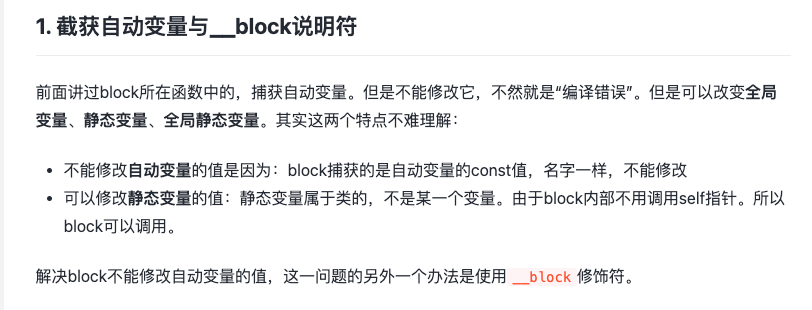 1. 截获自动变量与__block说明符
前面讲过block所在函数中的，捕获自动变量。但是不能修改它，不然就是“编译错误”。但是可以改变全局
变量、静态变量、全局静态变量。其实这两个特点不难理解：
• 不能修改自动变量的值是因为：block捕获的是自动变量的const值，名字一样，不能修改
• 可以修改静态变量的值：静态变量属于类的，不是某一个变量。由于block内部不用调用self指针。所以
block可以调用。
解决block不能修改自动变量的值，这一问题的另外一个办法是使用 __block 修饰符。